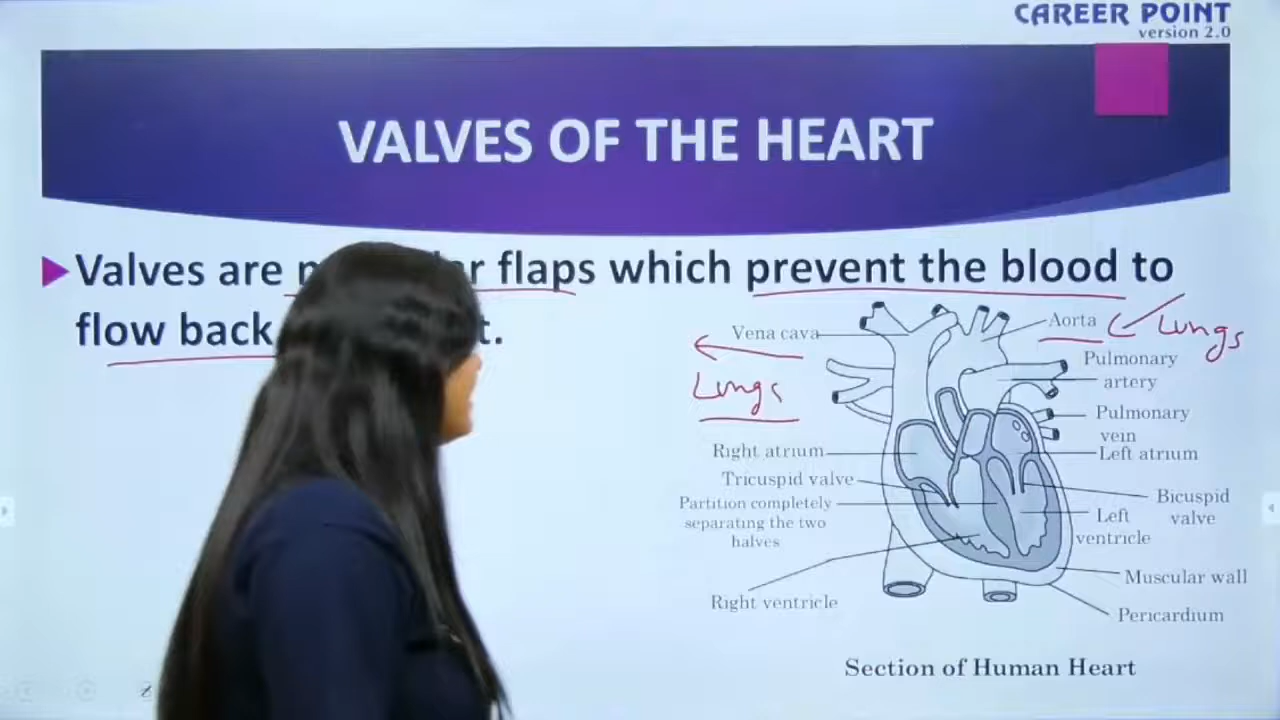 CAREER POINT
version 2.0
VALVES OF THE HEART
Valves are flaps which prevent the blood to
flow back
Vena cava
Aorta
Lungs
Pulmonary
artery
Lungs
Pulmonary
vein
Right atrium
Left atrium
Tricuspid valve
Partition completely
separating the two
halves
Bicuspid
valve
Left
ventricle
Muscular wall
Right ventricle
Pericardium
Section of Human Heart